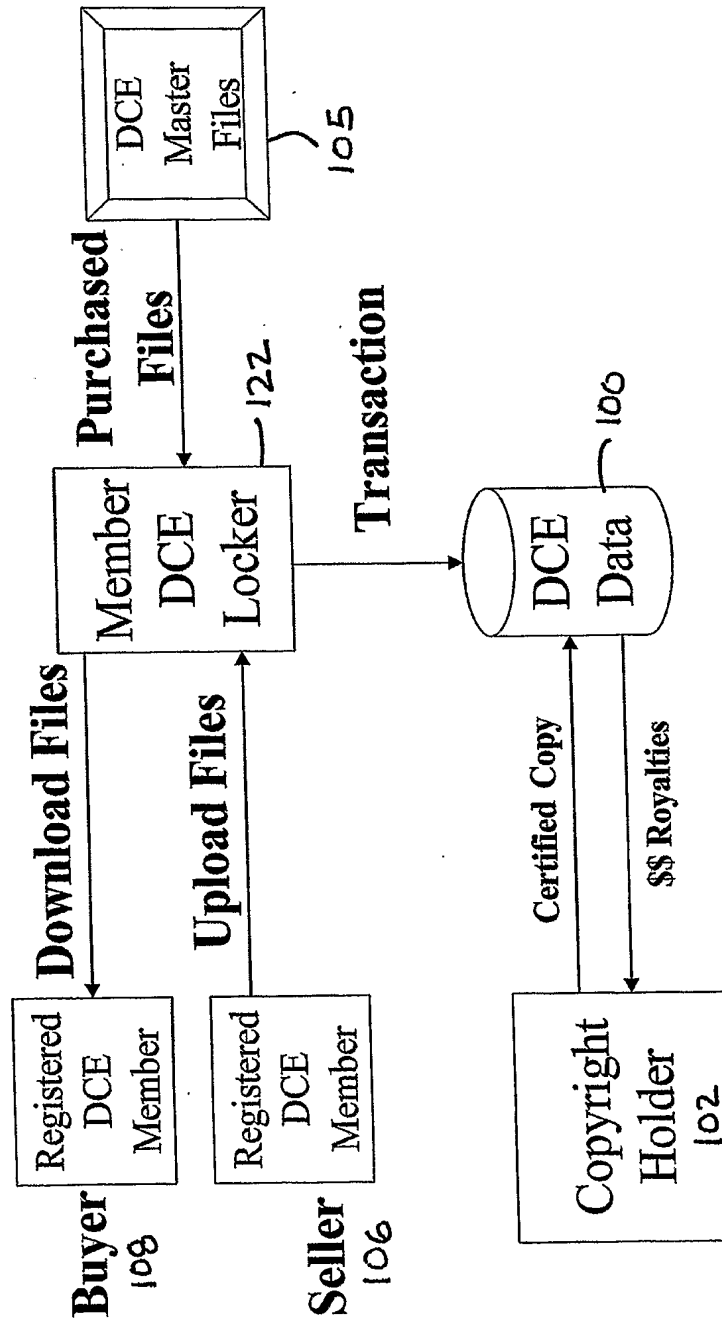 Buyer
108
Registered
DCE
Member
Download Files
Seller
106
Registered
DCE
Member
Upload Files
Member
DCE
Locker
122
Purchased
Files
DCE
Master
Files
105
Transaction
DCE
Data
100
Certified Copy
$$ Royalties
Copyright
Holder
102